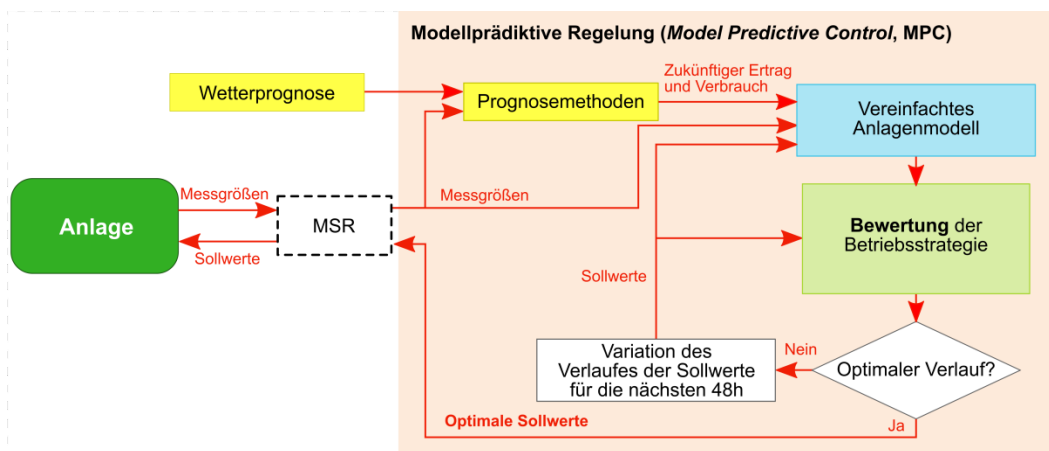 Modellprädiktive Regelung (Model Predictive Control, MPC)
Wetterprognose
Prognosemethoden
Zukünftiger Ertrag
und Verbrauch
Vereinfachtes
Anlagenmodell
Anlage
Messgrößen
Sollwerte
MSR
Messgrößen
Bewertung der
Betriebsstrategie
Sollwerte
Variation des
Verlaufes der Sollwerte
für die nächsten 48h
Nein
Optimaler Verlauf?
Optimale Sollwerte
Ja